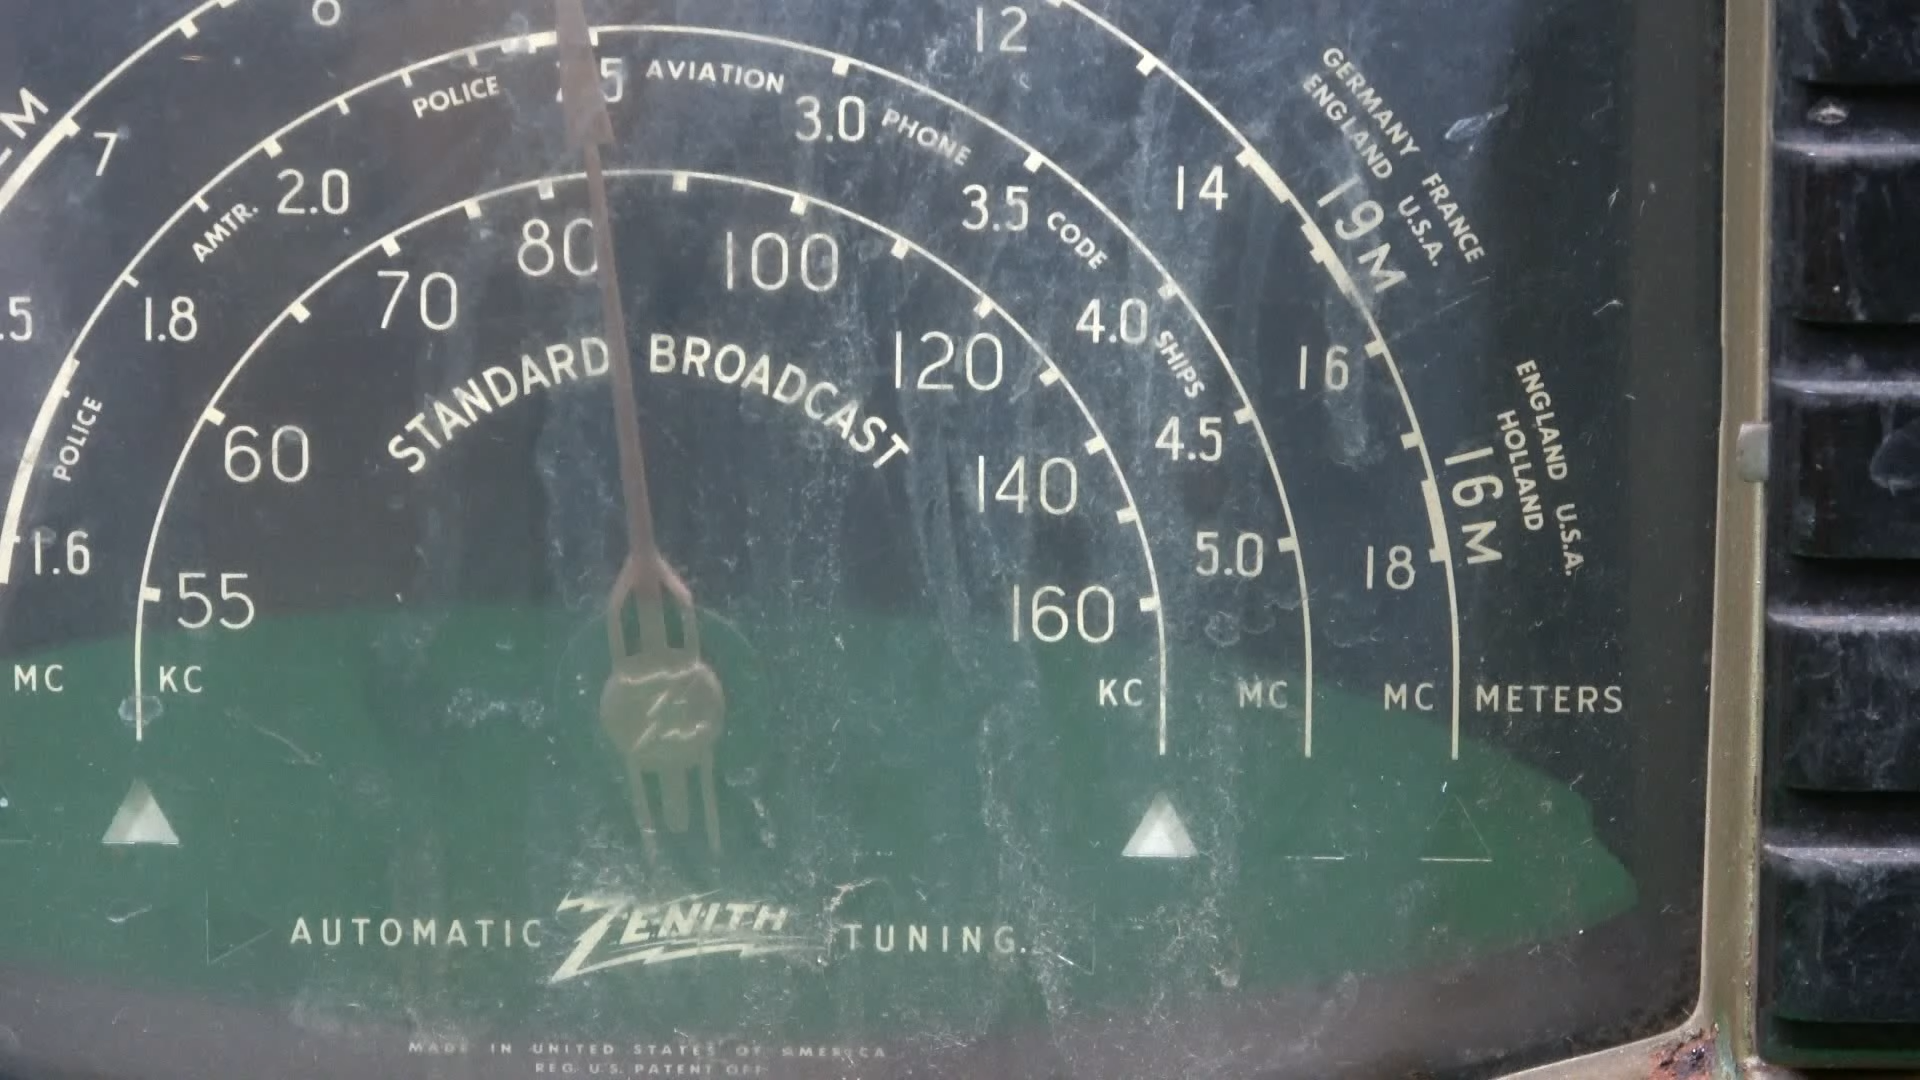 8
12
7
POLICE
AVIATION
3.0
PHONE
GERMANY FRANCE
ENGLAND U.S.A.
19 M
14
2.0
AMTR.
3.5
CODE
80
100
70
1.8
4.0
SHIPS
120
16
STANDARD BROADCAST
60
4.5
140
POLICE
ENGLAND U.S.A.
HOLLAND
16 M
1.6
5.0
18
55
160
MC
KC
KC
MC
MC
METERS
AUTOMATIC ZENITH TUNING.
MADE IN UNITED STATES OF AMERICA
REG. U.S. PATENT OFF.